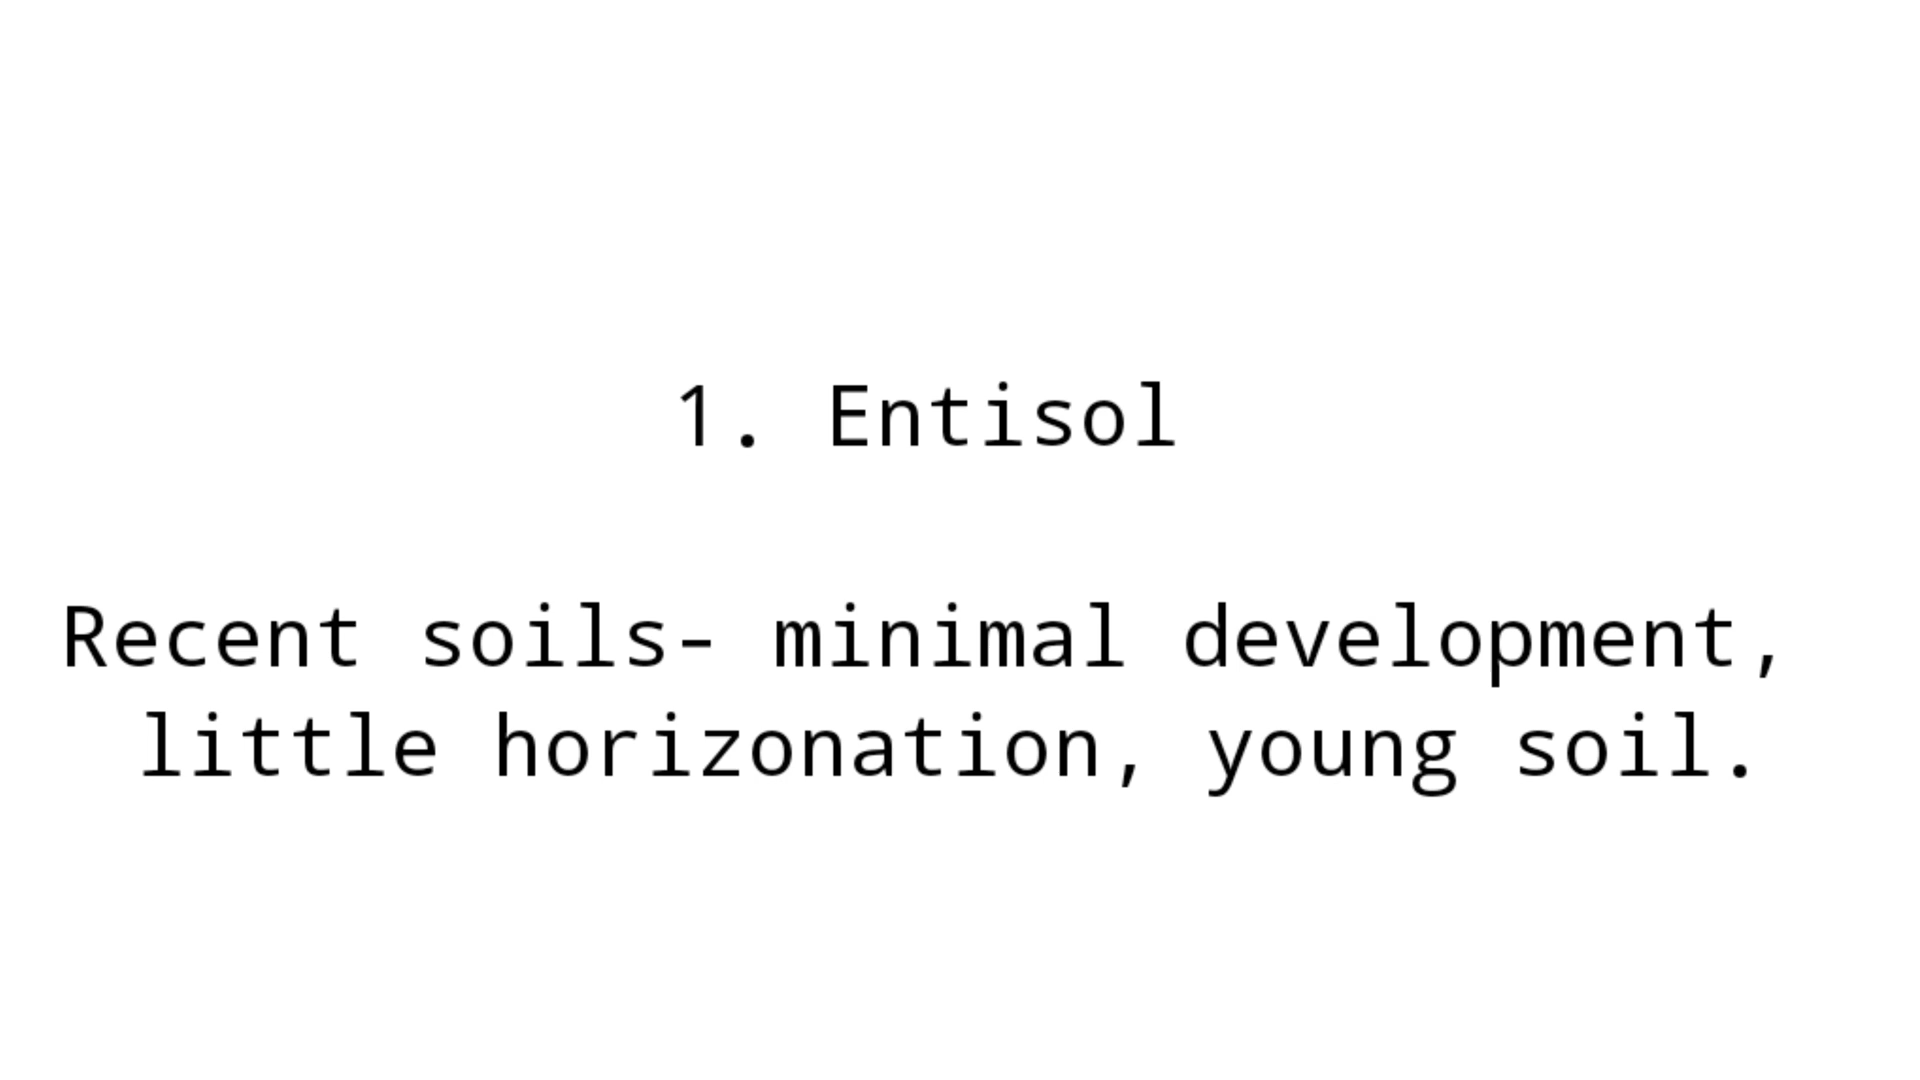 1. Entisol
Recent soils- minimal development,
little horizonation, young soil.